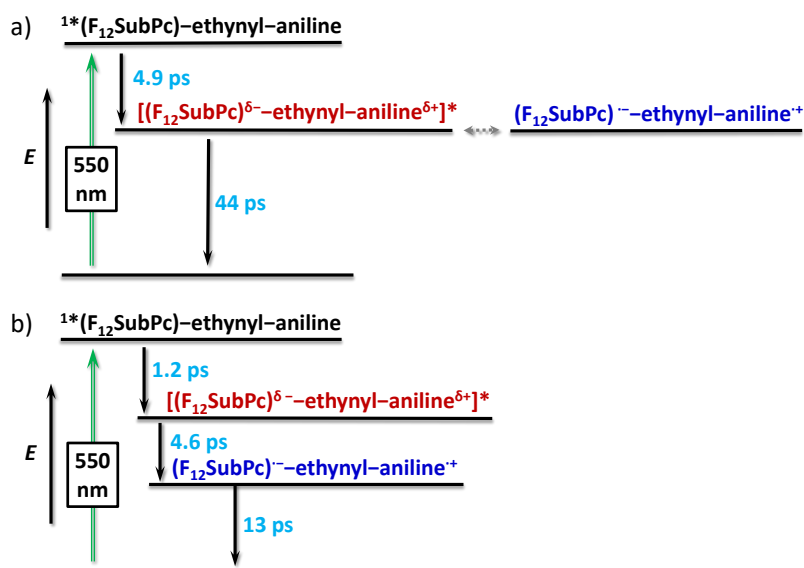 a) ¹*(F₁₂SubPc)–ethynyl–aniline
4.9 ps
[(F₁₂SubPc)ᵟ⁻–ethynyl–anilineᵟ⁺]* (F₁₂SubPc)˙⁻–ethynyl–aniline˙⁺
E
550
nm
44 ps
b) ¹*(F₁₂SubPc)–ethynyl–aniline
1.2 ps
[(F₁₂SubPc)ᵟ⁻–ethynyl–anilineᵟ⁺]*
4.6 ps
E
550
nm
(F₁₂SubPc)˙⁻–ethynyl–aniline˙⁺
13 ps